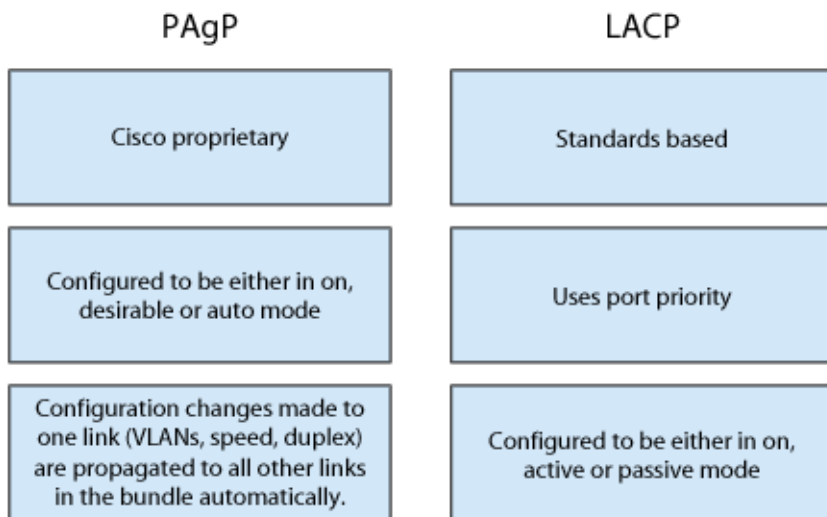 PAgP
LACP
Cisco proprietary
Standards based
Configured to be either in on,
desirable or auto mode
Uses port priority
Configuration changes made to
one link (VLANs, speed, duplex)
are propagated to all other links
in the bundle automatically.
Configured to be either in on,
active or passive mode